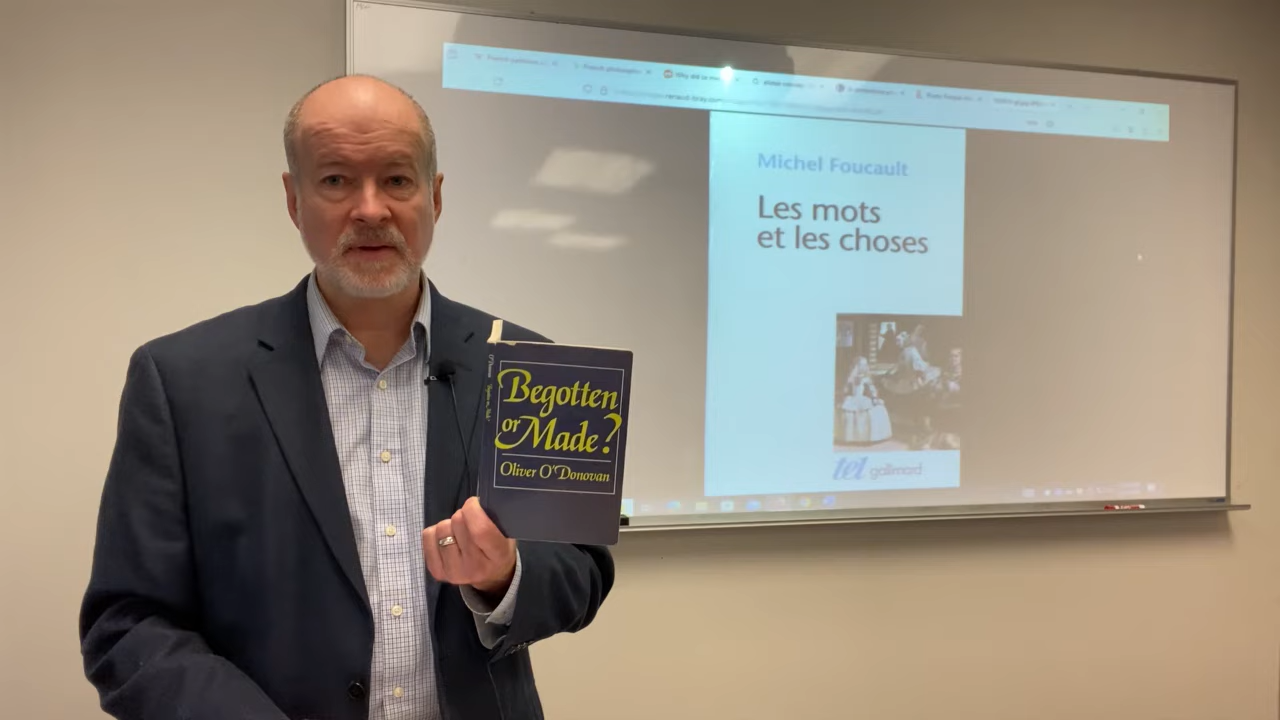 Michel Foucault
Les mots
et les choses
tel gallimard
Begotten
or Made?
Oliver O'Donovan